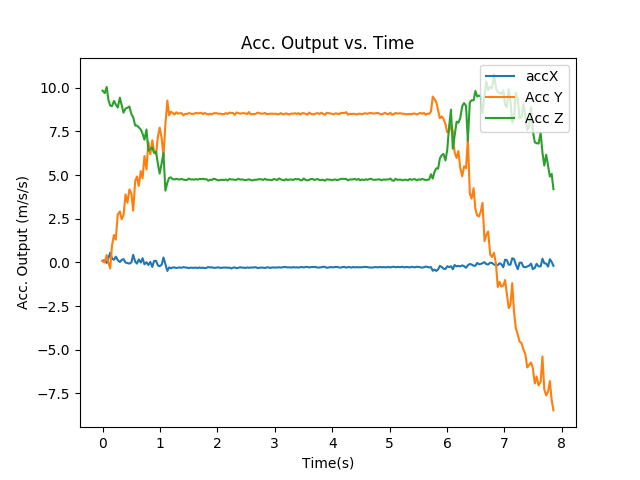 Acc. Output vs. Time
accX
Acc Y
Acc Z
Acc. Output (m/s/s)
10.0
7.5
5.0
2.5
0.0
−2.5
−5.0
−7.5
0 1 2 3 4 5 6 7 8
Time(s)